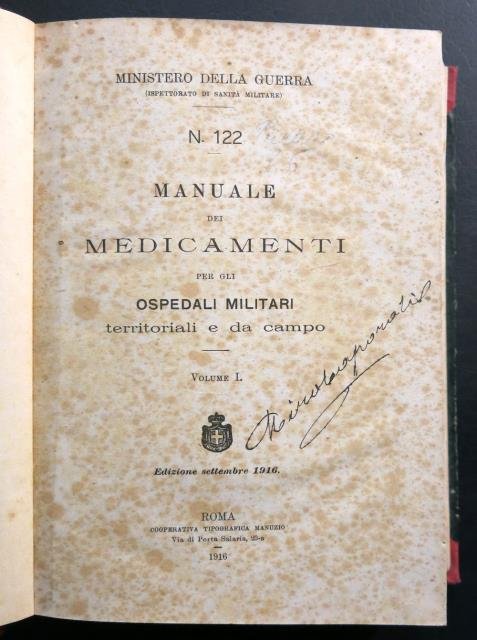 MINISTERO DELLA GUERRA
(ISPETTORATO DI SANITÀ MILITARE)
N. 122
MANUALE
DEI
MEDICAMENTI
PER GLI
OSPEDALI MILITARI
territoriali e da campo
VOLUME I.
Edizione settembre 1916.
ROMA
COOPERATIVA TIPOGRAFICA MANUZIO
Via di Porta Salaria, 23-B
1916